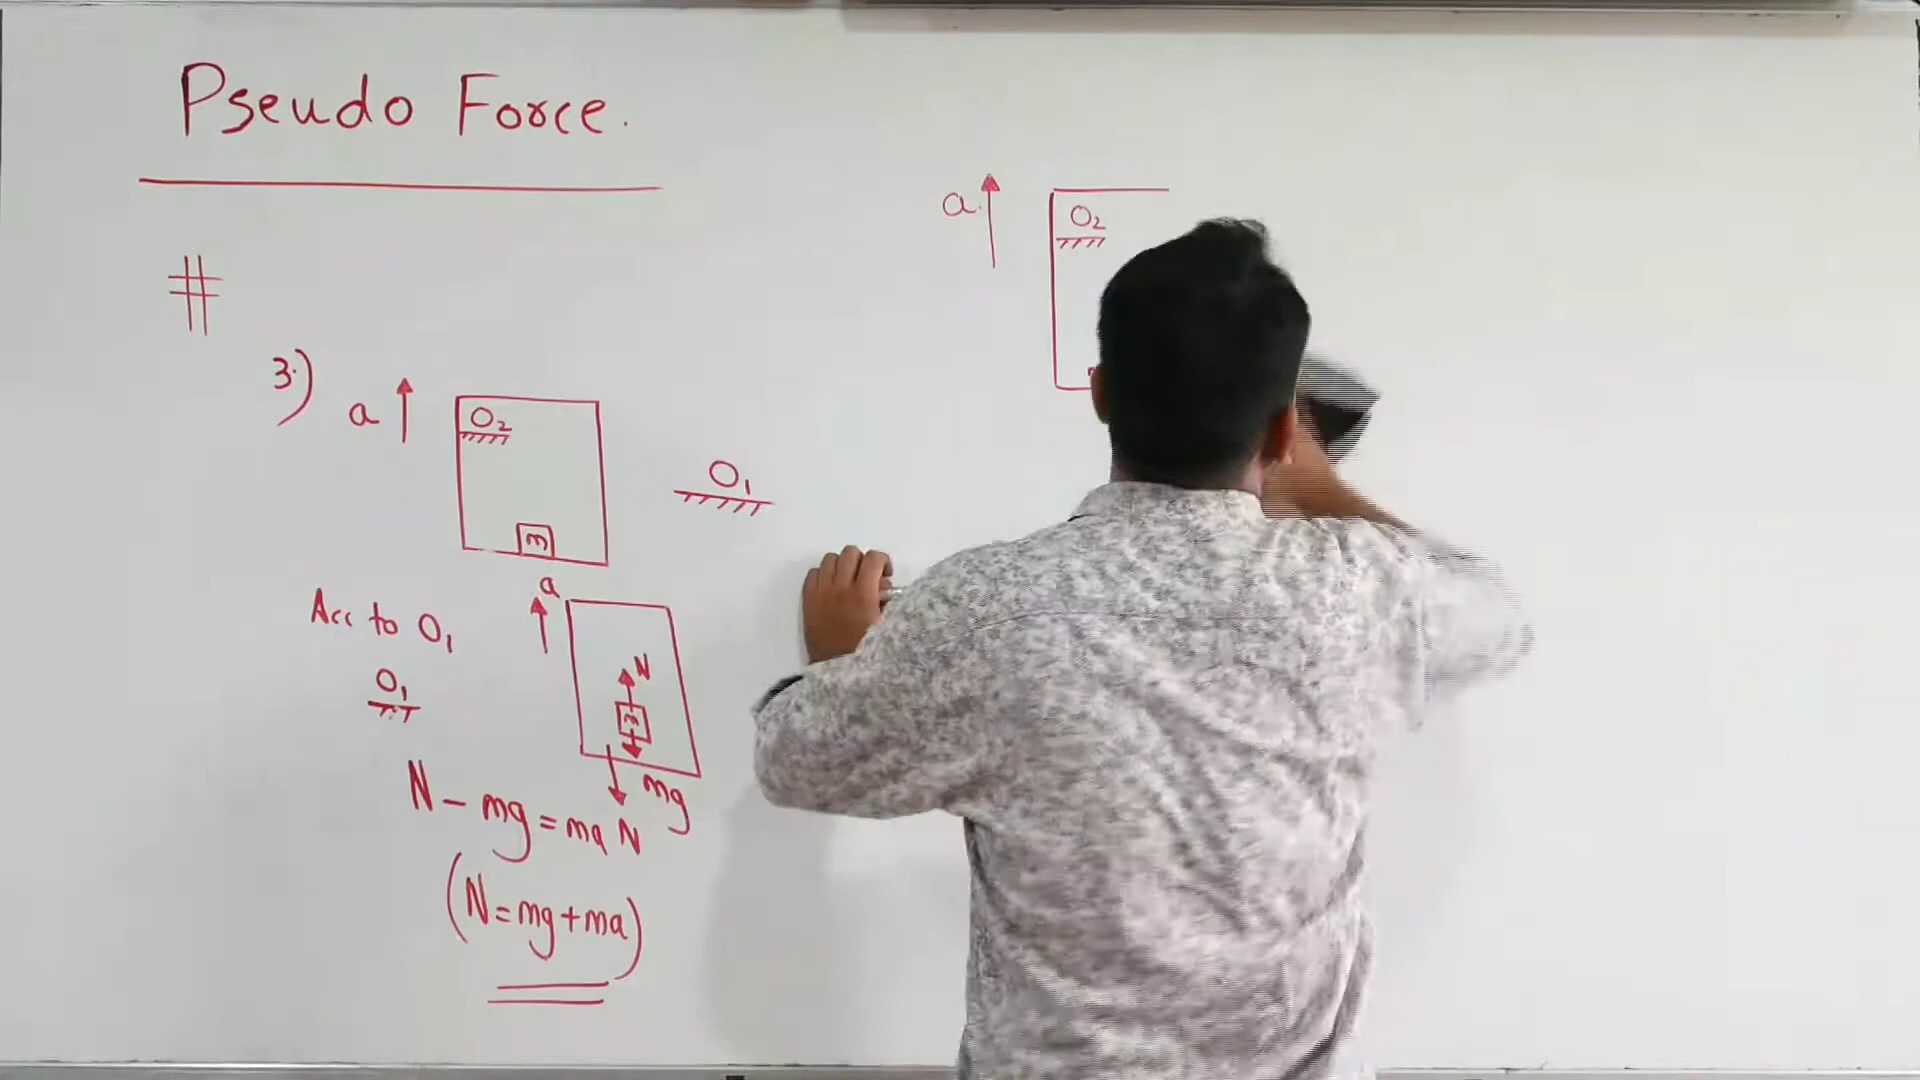 Pseudo Force.
#
3.)
a
O₂
m
O₁
Acc to O₁
O₁
a
N
m
mg
N
N - mg = ma
(N = mg + ma)
a.
O₂